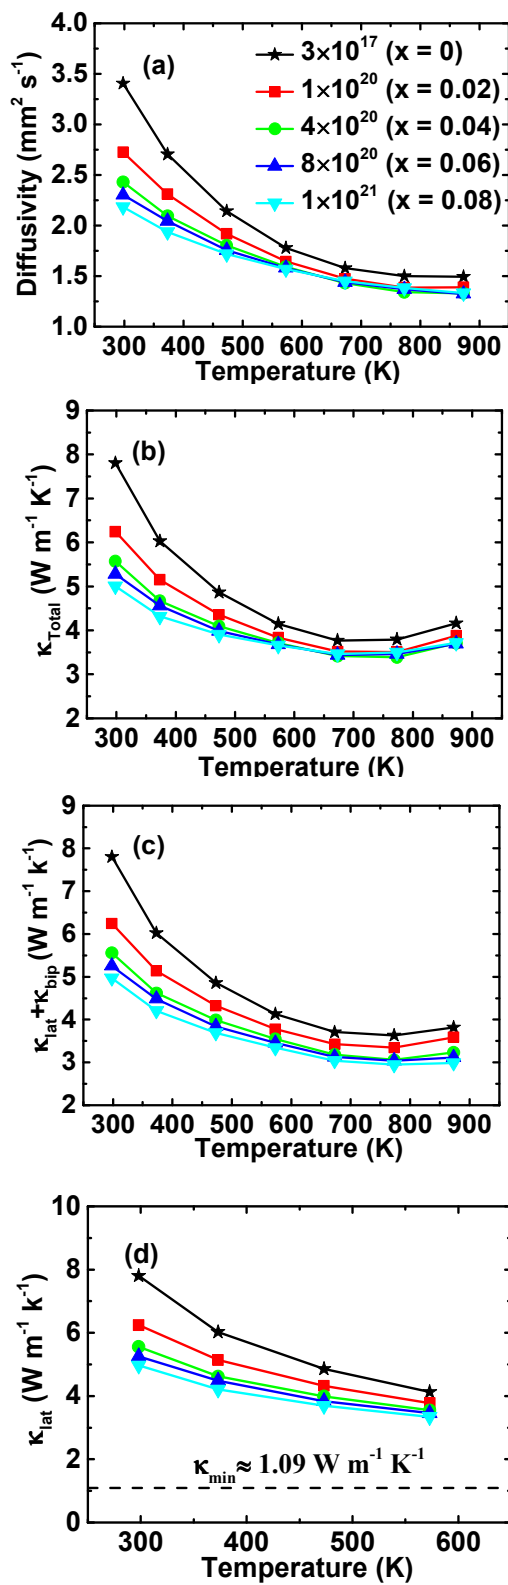 4.0
3.5
3.0
2.5
2.0
1.5
1.0
Diffusivity (mm² s⁻¹)
(a)
3×10¹⁷ (x = 0)
1×10²⁰ (x = 0.02)
4×10²⁰ (x = 0.04)
8×10²⁰ (x = 0.06)
1×10²¹ (x = 0.08)
300 400 500 600 700 800 900
Temperature (K)
9
8
7
6
5
4
3
2
κTotal (W m⁻¹ K⁻¹)
(b)
300 400 500 600 700 800 900
Temperature (K)
9
8
7
6
5
4
3
2
κlat+κbip (W m⁻¹ k⁻¹)
(c)
300 400 500 600 700 800 900
Temperature (K)
10
8
6
4
2
0
κlat (W m⁻¹ k⁻¹)
(d)
κmin≈ 1.09 W m⁻¹ K⁻¹
300 400 500 600
Temperature (K)